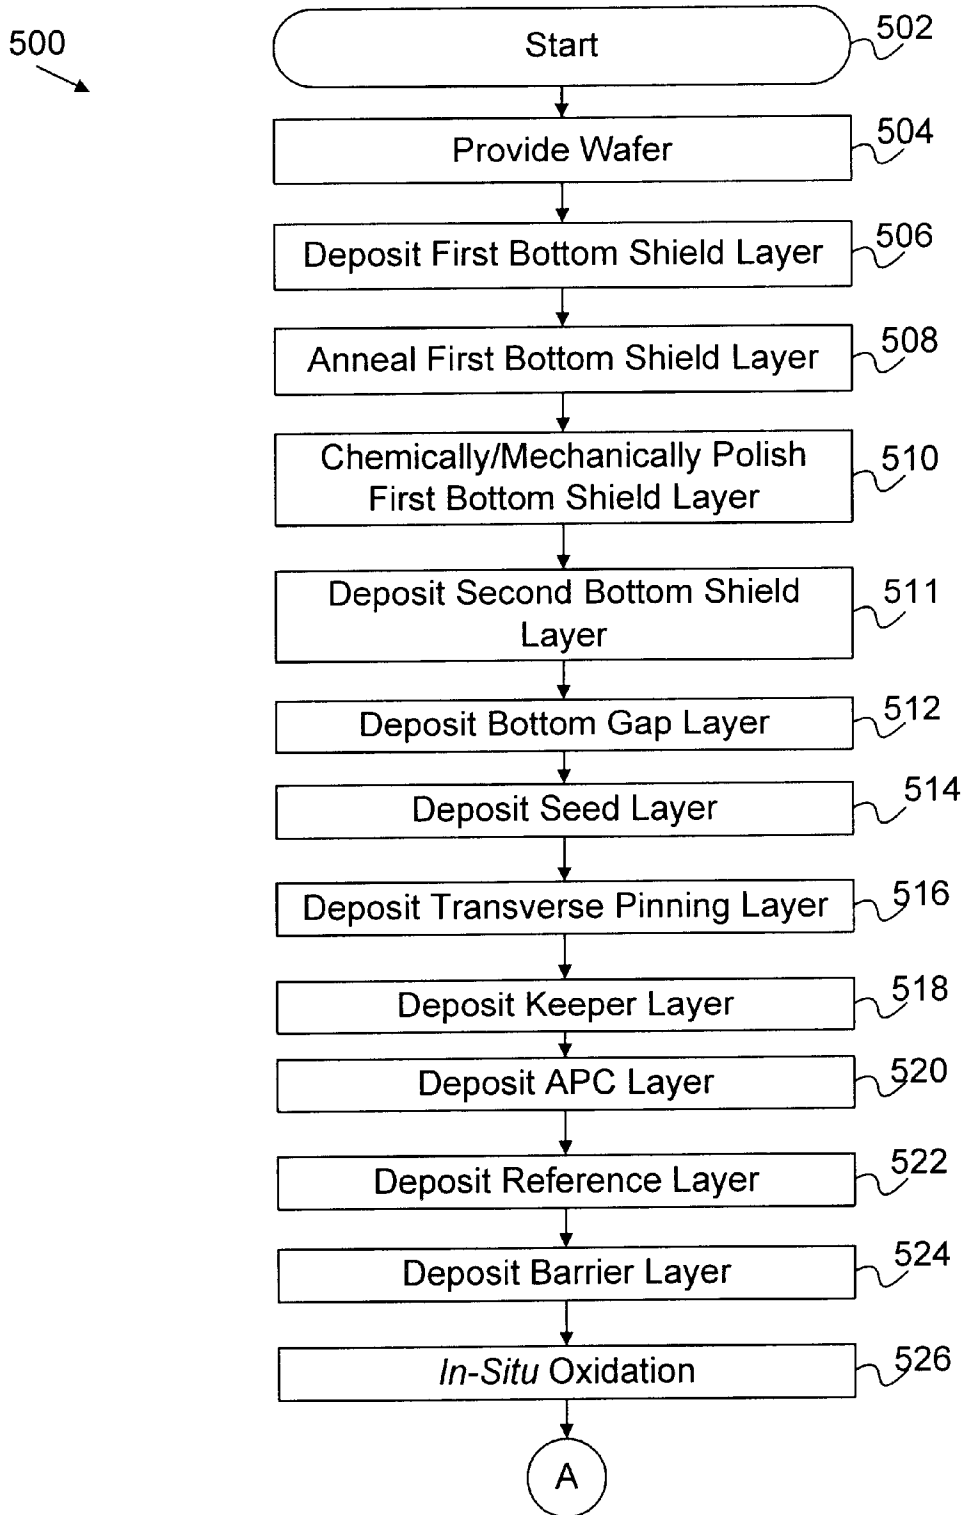 500
Start
502
Provide Wafer
504
Deposit First Bottom Shield Layer
506
Anneal First Bottom Shield Layer
508
Chemically/Mechanically Polish
First Bottom Shield Layer
510
Deposit Second Bottom Shield
Layer
511
Deposit Bottom Gap Layer
512
Deposit Seed Layer
514
Deposit Transverse Pinning Layer
516
Deposit Keeper Layer
518
Deposit APC Layer
520
Deposit Reference Layer
522
Deposit Barrier Layer
524
In-Situ Oxidation
526
A